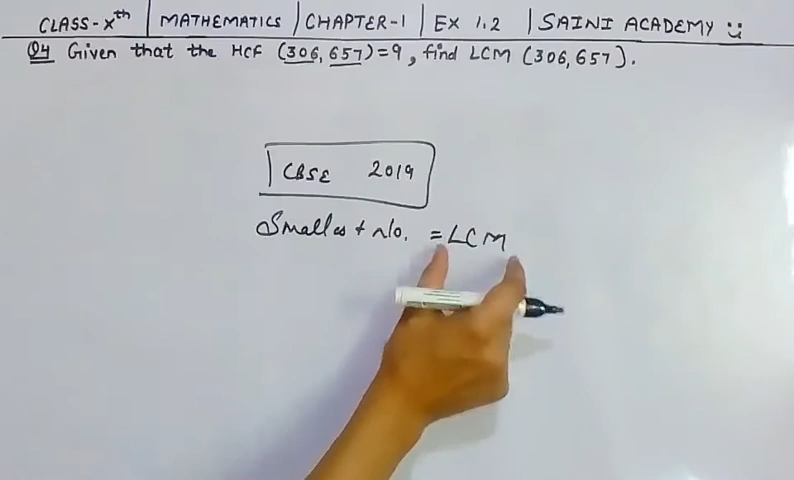 CLASS-Xth | MATHEMATICS | CHAPTER-1 | EX 1.2 | SAINI ACADEMY :)
Q4 Given that the HCF (306,657)=9, find LCM (306,657).
CBSE 2019
Smallest no. = LCM